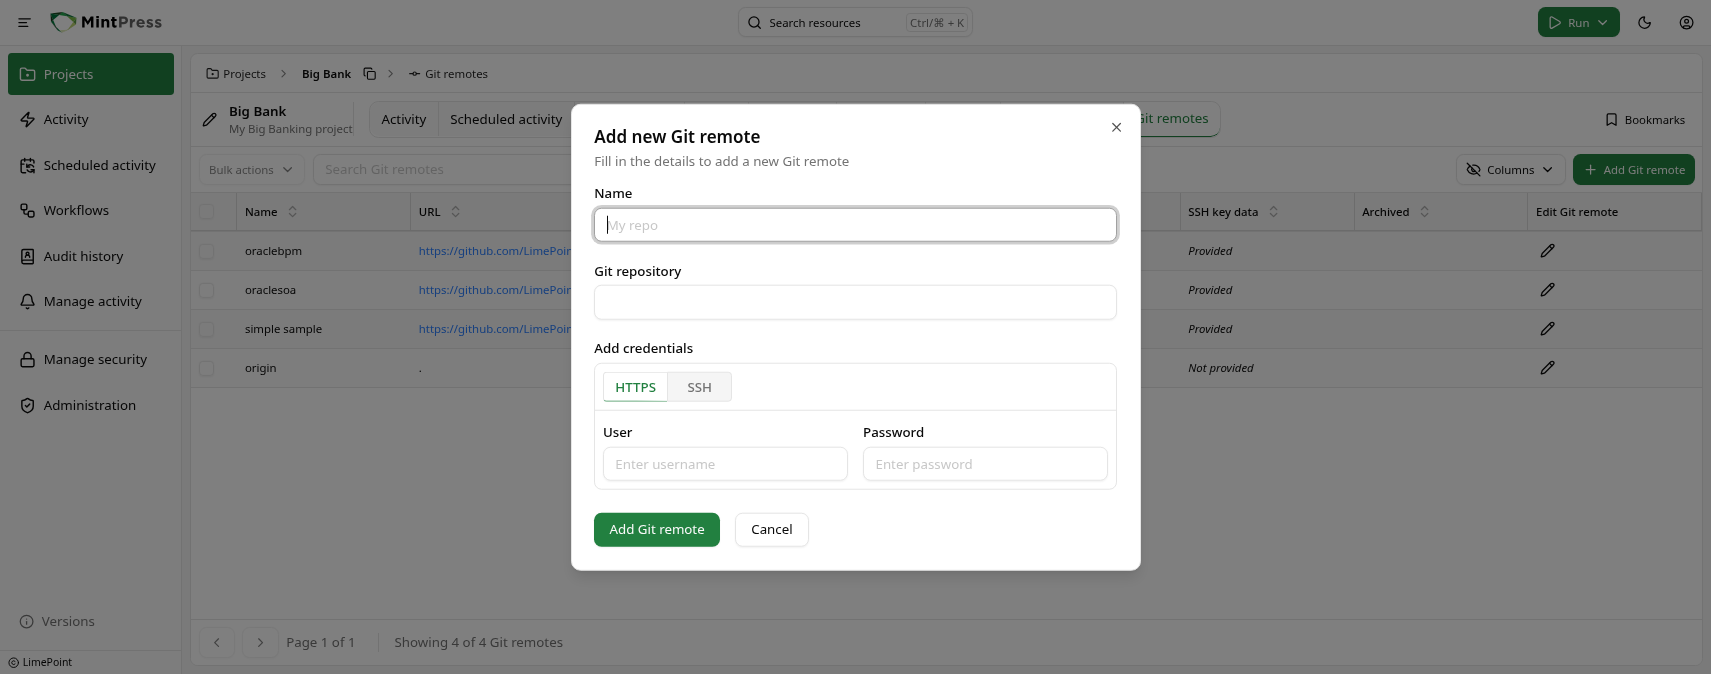 MintPress
Search resources
Ctrl/⌘ + K
Run
Projects
Activity
Scheduled activity
Workflows
Audit history
Manage activity
Manage security
Administration
Versions
LimePoint
Projects
Big Bank
Git remotes
Big Bank
My Big Banking project
Activity
Scheduled activity
Git remotes
Bookmarks
Bulk actions
Search Git remotes
Columns
Add Git remote
Name
URL
SSH key data
Archived
Edit Git remote
oraclebpm
https://github.com/LimePoin
Provided
oraclesoa
https://github.com/LimePoin
Provided
simple sample
https://github.com/LimePoin
Provided
origin
.
Not provided
Page 1 of 1
Showing 4 of 4 Git remotes
Add new Git remote
Fill in the details to add a new Git remote
Name
My repo
Git repository
Add credentials
HTTPS
SSH
User
Password
Enter username
Enter password
Add Git remote
Cancel